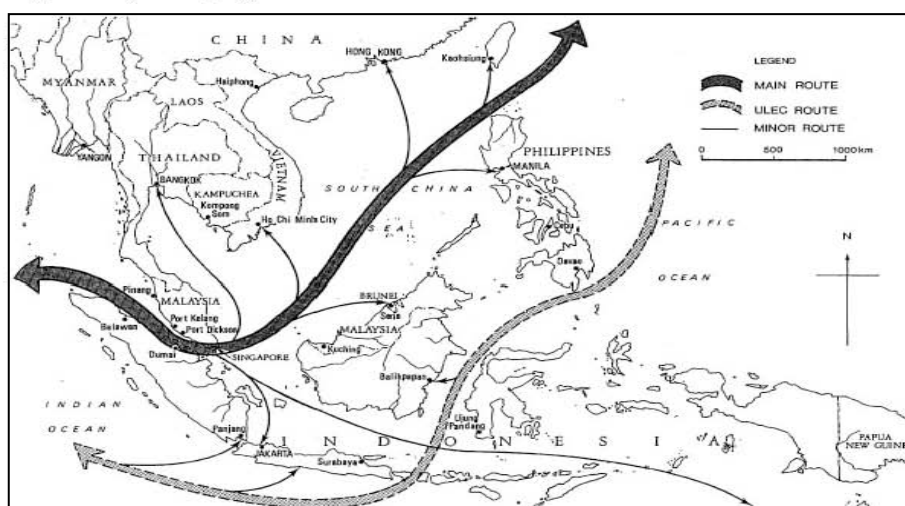 CHINA
HONG KONG
Kaohsiung
LEGEND
MAIN ROUTE
ULEC ROUTE
MINOR ROUTE
0 500 1000 km
MYANMAR
Haiphong
LAOS
YANGON
THAILAND
VIETNAM
PHILIPPINES
MANILA
BANGKOK
KAMPUCHEA
Kompong
Som
SOUTH CHINA
SEA
Ho Chi Minh City
Cebu
Davao
PACIFIC
OCEAN
N
Pinang
MALAYSIA
Belawan
Port Kelang
Port Dickson
Dumai
SINGAPORE
BRUNEI
Seria
MALAYSIA
Kuching
Balikpapan
INDIAN
OCEAN
Panjang
JAKARTA
Surabaya
Ujung
Pandang
INDONESIA
PAPUA
NEW GUINE